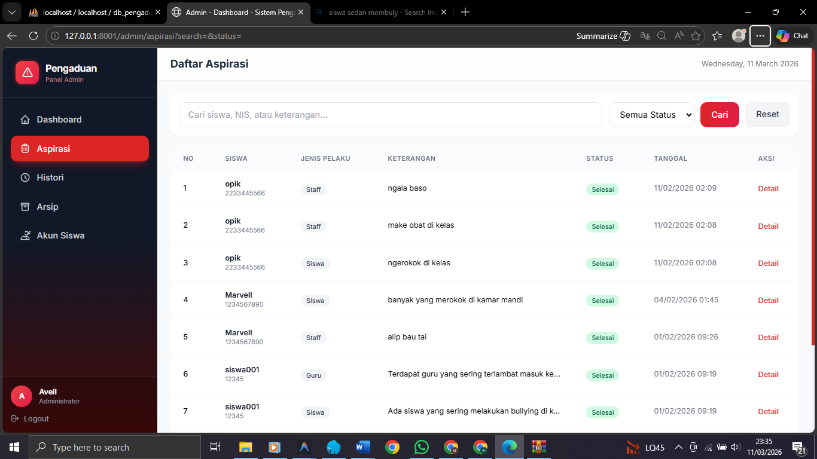 localhost / localhost / db_pengadu
Admin - Dashboard - Sistem Peng
siswa sedan membuly - Search Im
127.0.0.1:8001/admin/aspirasi?search=&status=
Summarize
Chat
Pengaduan
Panel Admin
Dashboard
Aspirasi
Histori
Arsip
Akun Siswa
A
Avell
Administrator
Logout
Daftar Aspirasi
Wednesday, 11 March 2026
Cari siswa, NIS, atau keterangan...
Semua Status
Cari
Reset
NO SISWA JENIS PELAKU KETERANGAN STATUS TANGGAL AKSI
1 opik 2233445566 Staff ngala baso Selesai 11/02/2026 02:09 Detail
2 opik 2233445566 Staff make obat di kelas Selesai 11/02/2026 02:08 Detail
3 opik 2233445566 Siswa ngerokok di kelas Selesai 11/02/2026 02:08 Detail
4 Marvell 1234567890 Siswa banyak yang merokok di kamar mandi Selesai 04/02/2026 01:45 Detail
5 Marvell 1234567890 Staff alip bau tai Selesai 01/02/2026 09:26 Detail
6 siswa001 12345 Guru Terdapat guru yang sering terlambat masuk ke... Selesai 01/02/2026 09:19 Detail
7 siswa001 12345 Siswa Ada siswa yang sering melakukan bullying di k... Selesai 01/02/2026 09:19 Detail
Type here to search
LQ45
23:35
11/03/2026
21